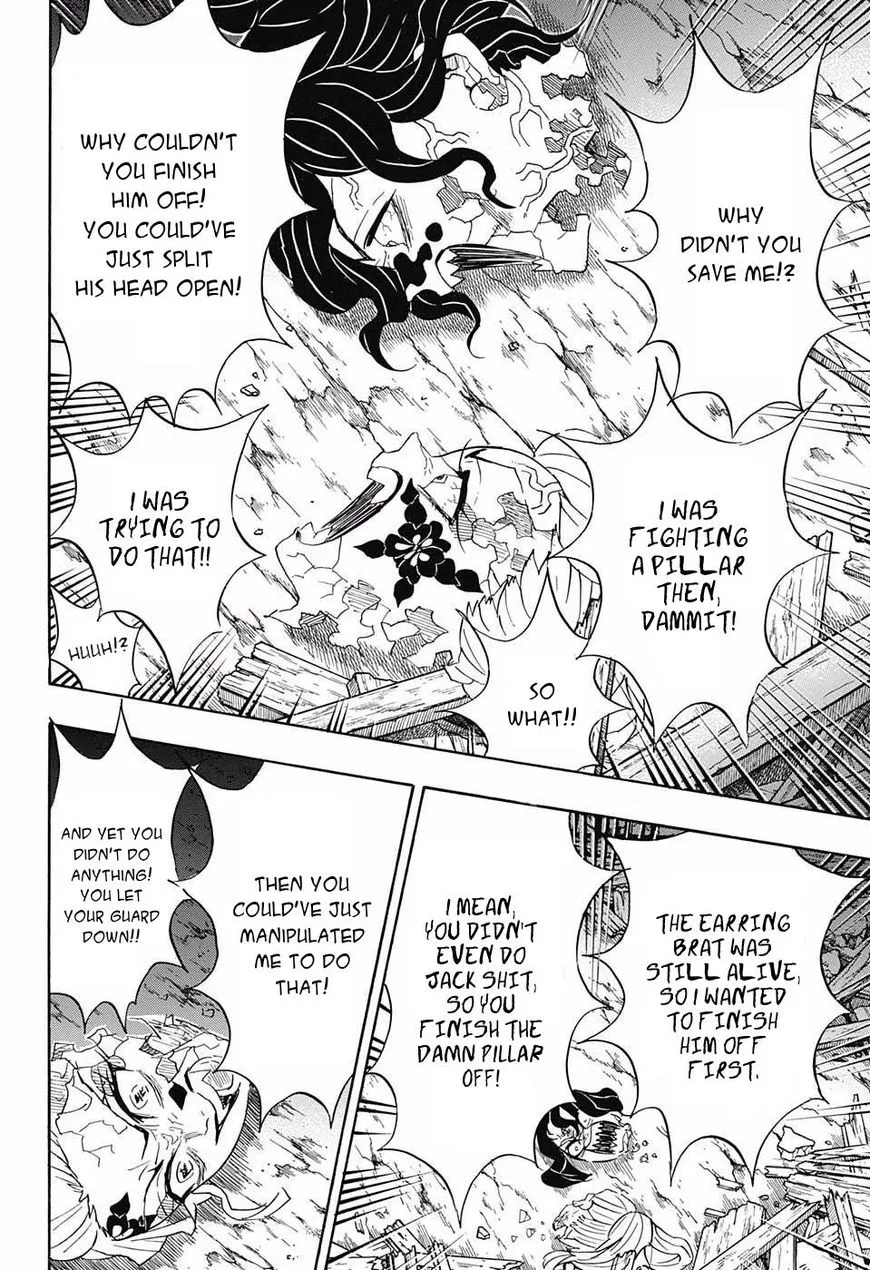 WHY
DIDN'T YOU
SAVE ME!?
WHY COULDN'T
YOU FINISH
HIM OFF!
YOU COULD'VE
JUST SPLIT
HIS HEAD OPEN!
I WAS
FIGHTING
A PILLAR
THEN,
DAMMIT!
I WAS
TRYING TO
DO THAT!!
SO
WHAT!!
HUUH!?
THE EARRING
BRAT WAS
STILL ALIVE,
SO I WANTED
TO FINISH
HIM OFF
FIRST.
I MEAN,
YOU DIDN'T
EVEN DO
JACK SHIT,
SO YOU
FINISH THE
DAMN PILLAR
OFF!
THEN YOU
COULD'VE JUST
MANIPULATED
ME TO DO
THAT!
AND YET YOU
DIDN'T DO
ANYTHING!
YOU LET
YOUR GUARD
DOWN!!